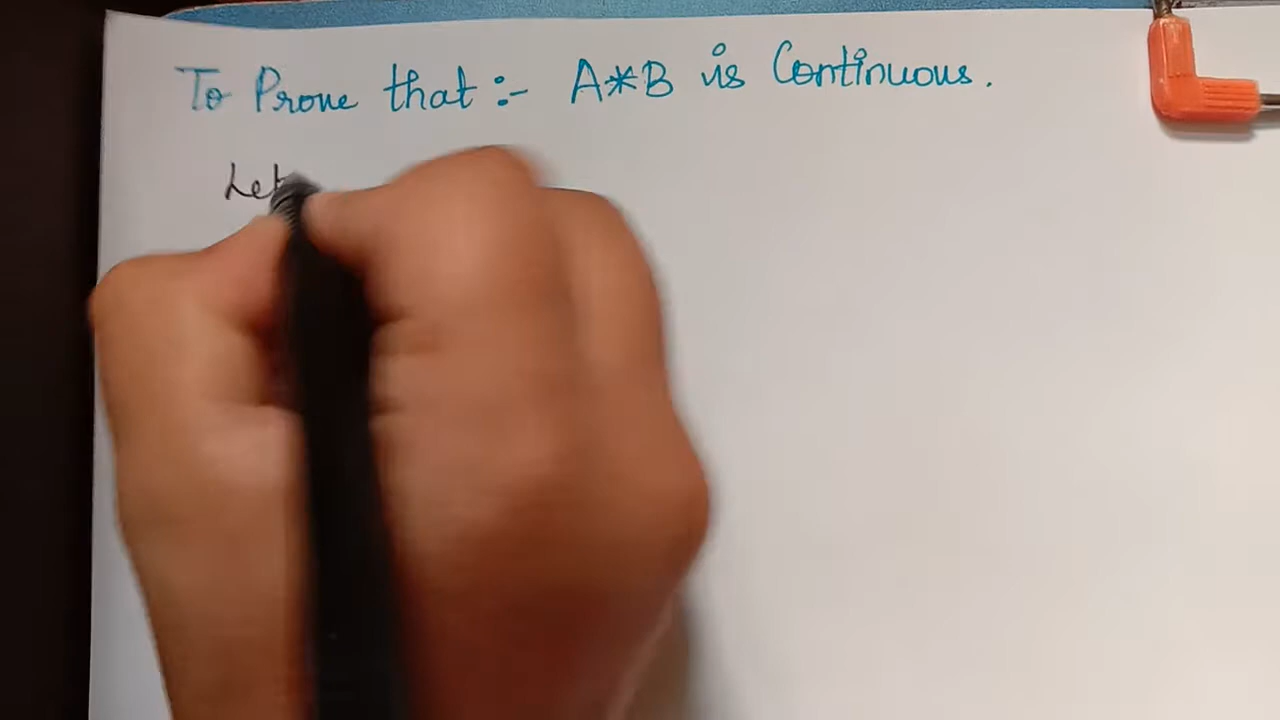 To Prove that :- A*B is Continuous.
Let